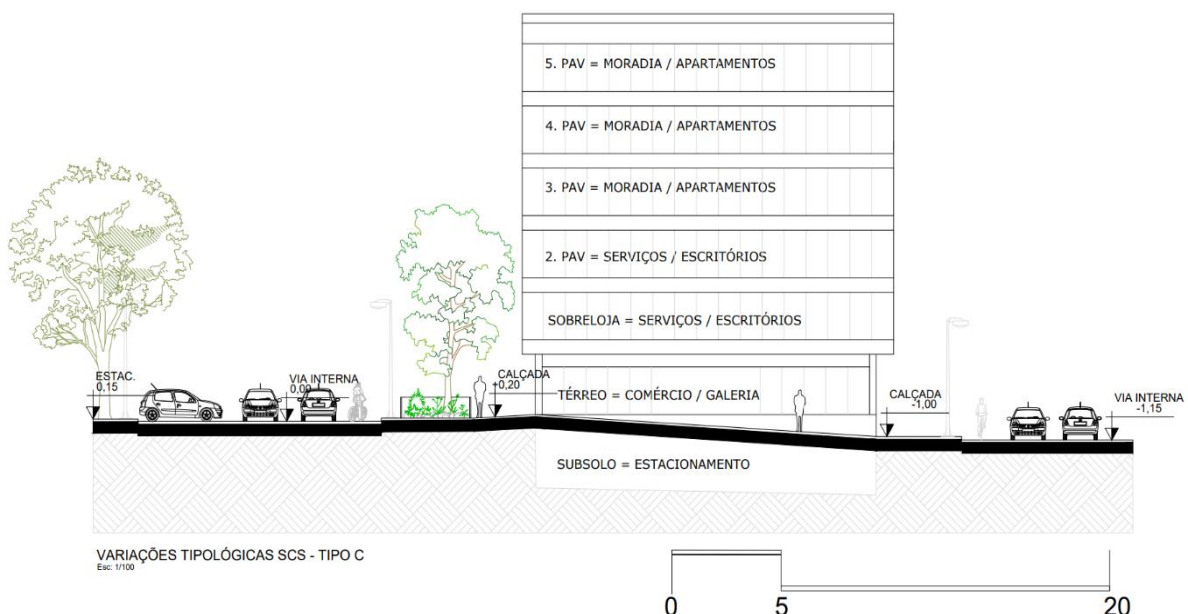 5. PAV = MORADIA / APARTAMENTOS
4. PAV = MORADIA / APARTAMENTOS
3. PAV = MORADIA / APARTAMENTOS
2. PAV = SERVIÇOS / ESCRITÓRIOS
SOBRELOJA = SERVIÇOS / ESCRITÓRIOS
ESTAC.
0,15
VIA INTERNA
0,00
CALÇADA
+0,20
TÉRREO = COMÉRCIO / GALERIA
CALÇADA
-1,00
VIA INTERNA
-1,15
SUBSOLO = ESTACIONAMENTO
VARIAÇÕES TIPOLÓGICAS SCS - TIPO C
Esc: 1/100
0 5 20